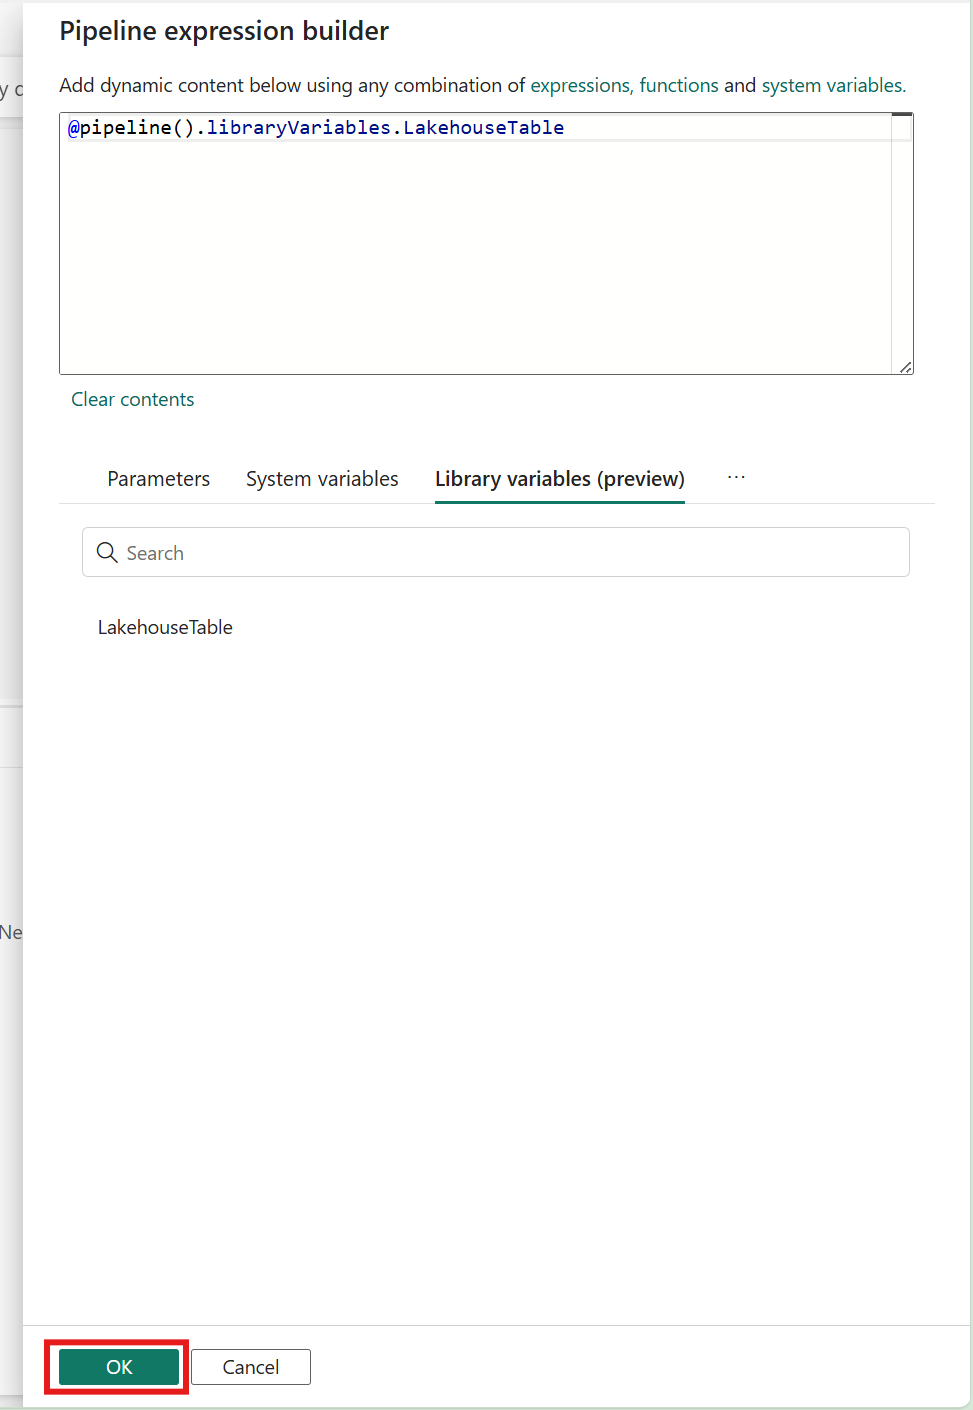 Pipeline expression builder
Add dynamic content below using any combination of expressions, functions and system variables.
@pipeline().libraryVariables.LakehouseTable
Clear contents
Parameters System variables Library variables (preview) ...
Search
LakehouseTable
Ne
OK Cancel